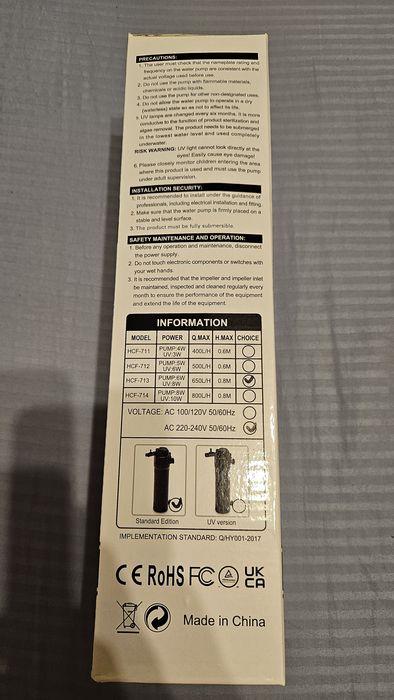 PRECAUTIONS:
1. The user must check that the nameplate rating and
frequency on the water pump are consistent with the
actual voltage used before use.
2. Do not use the pump with flammable materials,
chemicals or acidic liquids.
3. Do not use the pump for other non-designated uses.
4. Do not allow the water pump to operate in a dry
(waterless) state so as not to affect its life.
5. UV lamps are changed every six months. It is more
conducive to the function of product sterilization and
algae removal. The product needs to be submerged
in the lowest water level and used completely
underwater.
RISK WARNING: UV light cannot look directly at the
eyes! Easily cause eye damage!
6. Please closely monitor children entering the area
where this product is used and must use the pump
under adult supervision.
INSTALLATION SECURITY:
1. It is recommended to install under the guidance of
professionals, including electrical installation and fitting.
2. Make sure that the water pump is firmly placed on a
stable and level surface.
3. The product must be fully submersible.
SAFETY MAINTENANCE AND OPERATION:
1. Before any operation and maintenance, disconnect
the power supply.
2. Do not touch electronic components or switches with
your wet hands.
3. It is recommended that the impeller and impeller inlet
be maintained, inspected and cleaned regularly every
month to ensure the performance of the equipment
and extend the life of the equipment.
INFORMATION
MODEL POWER Q.MAX H.MAX CHOICE
HCF-711 PUMP:4W UV:3W 400L/H 0.6M
HCF-712 PUMP:5W UV:6W 500L/H 0.6M
HCF-713 PUMP:6W UV:8W 650L/H 0.8M
HCF-714 PUMP:8W UV:10W 800L/H 0.8M
VOLTAGE: AC 100/120V 50/60Hz
AC 220-240V 50/60Hz
Standard Edition UV version
IMPLEMENTATION STANDARD: Q/HY001-2017
CE RoHS FC UK CA
Made in China